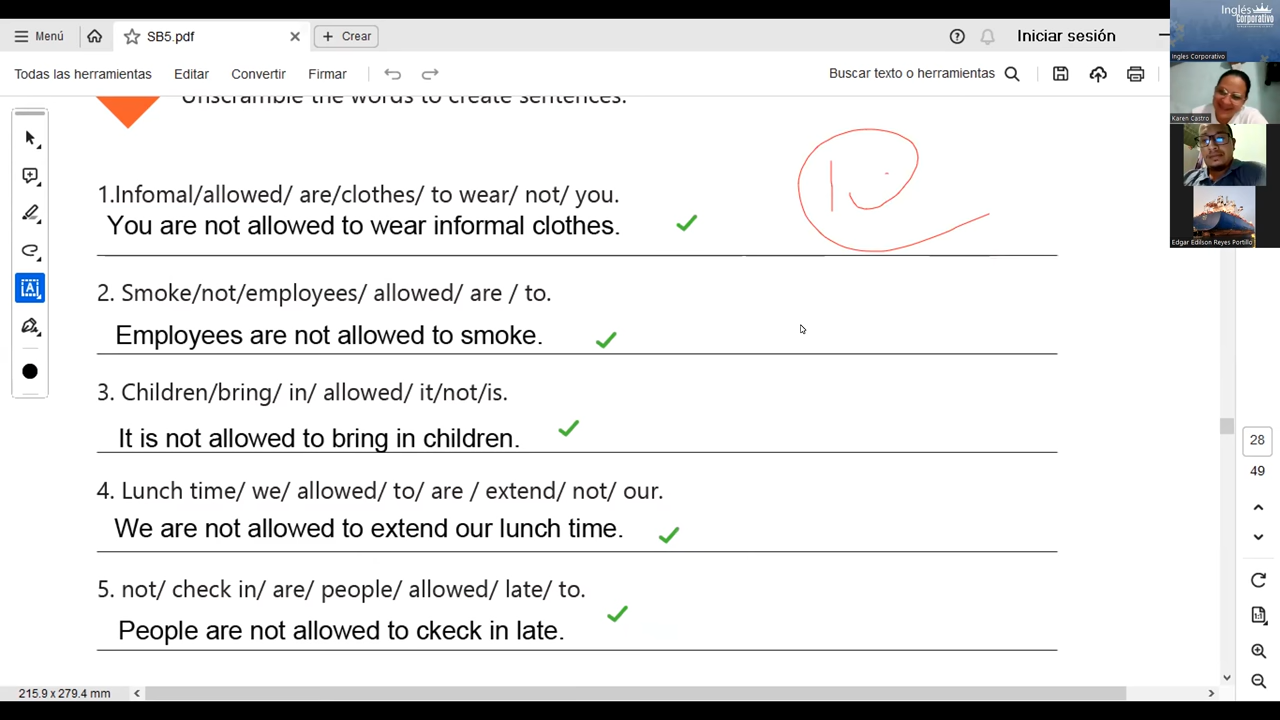 Menú
SB5.pdf
Crear
Iniciar sesión
Inglés
Corporativo
Todas las herramientas
Editar
Convertir
Firmar
Buscar texto o herramientas
ingles Corporativo
Karen Castro
Edgar Edilson Reyes Portillo
Unscramble the words to create sentences.
1.Infomal/allowed/ are/clothes/ to wear/ not/ you.
You are not allowed to wear informal clothes.
10
2. Smoke/not/employees/ allowed/ are / to.
Employees are not allowed to smoke.
3. Children/bring/ in/ allowed/ it/not/is.
It is not allowed to bring in children.
4. Lunch time/ we/ allowed/ to/ are / extend/ not/ our.
We are not allowed to extend our lunch time.
5. not/ check in/ are/ people/ allowed/ late/ to.
People are not allowed to ckeck in late.
28
49
1:1
215.9 x 279.4 mm